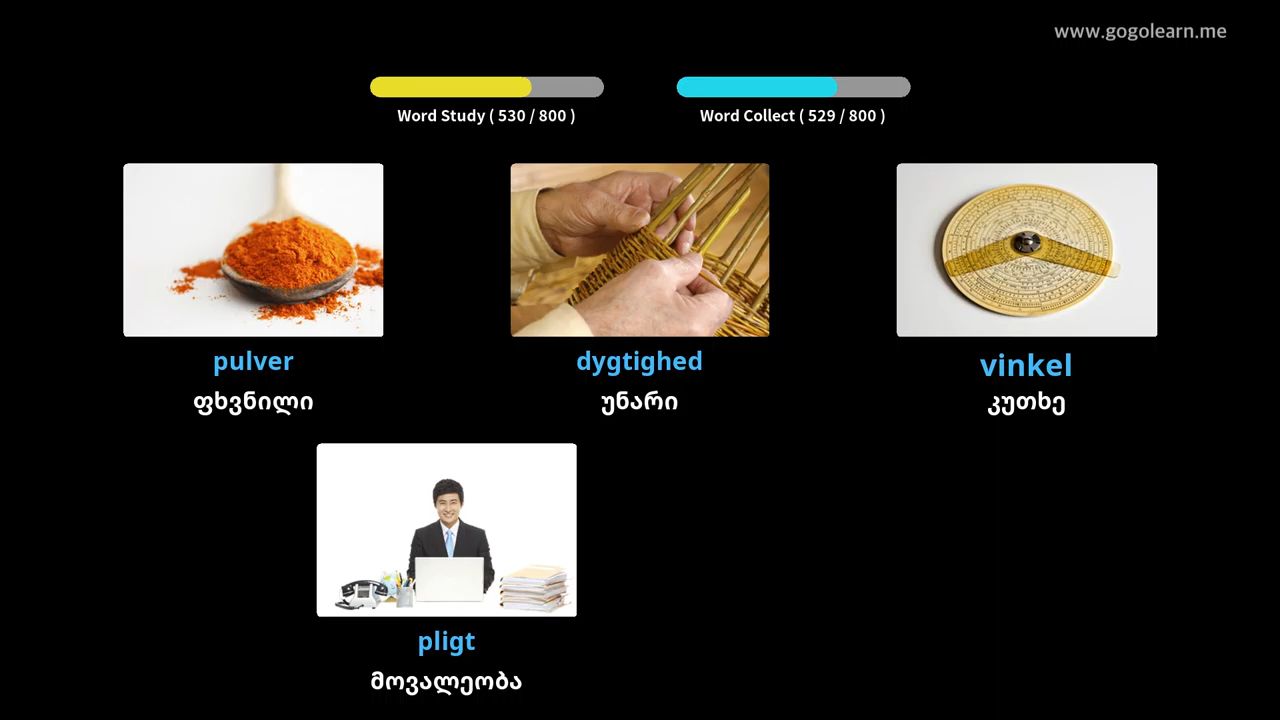 www.gogolearn.me
Word Study ( 530 / 800 )
Word Collect ( 529 / 800 )
pulver
ფხვნილი
dygtighed
უნარი
vinkel
კუთხე
pligt
მოვალეობა